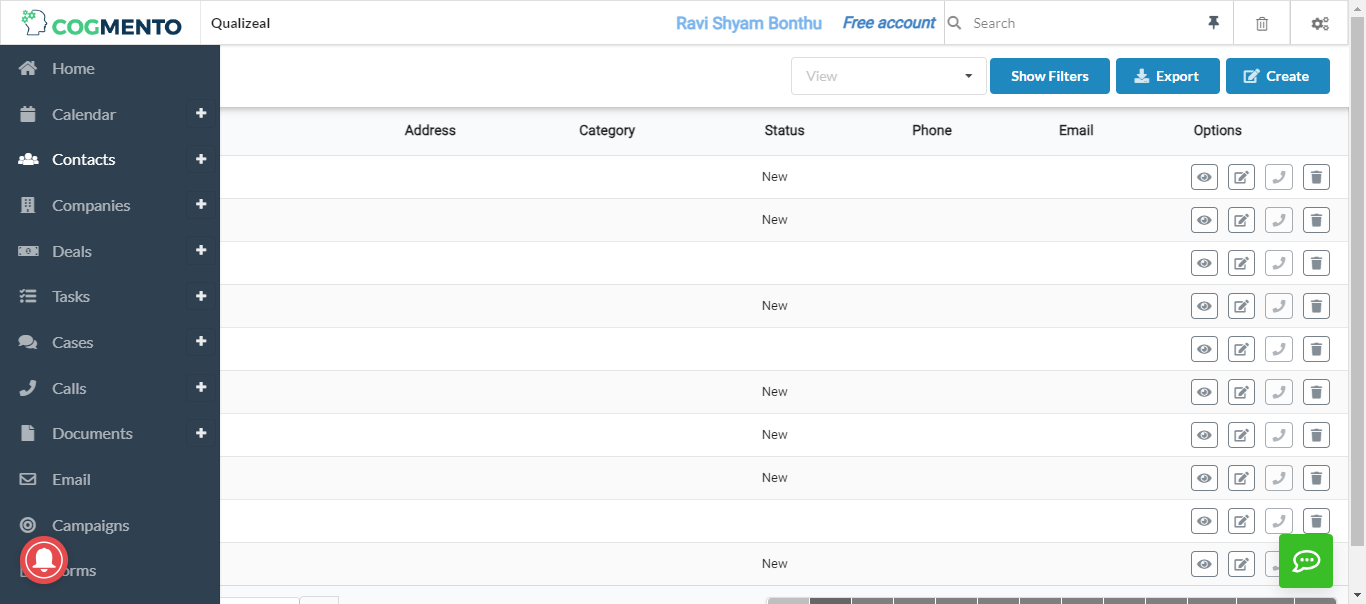 COGMENTO
Qualizeal
Ravi Shyam Bonthu
Free account
Search
Home
Calendar
Contacts
Companies
Deals
Tasks
Cases
Calls
Documents
Email
Campaigns
orms
View
Show Filters
Export
Create
Address Category Status Phone Email Options
New
New
New
New
New
New
New